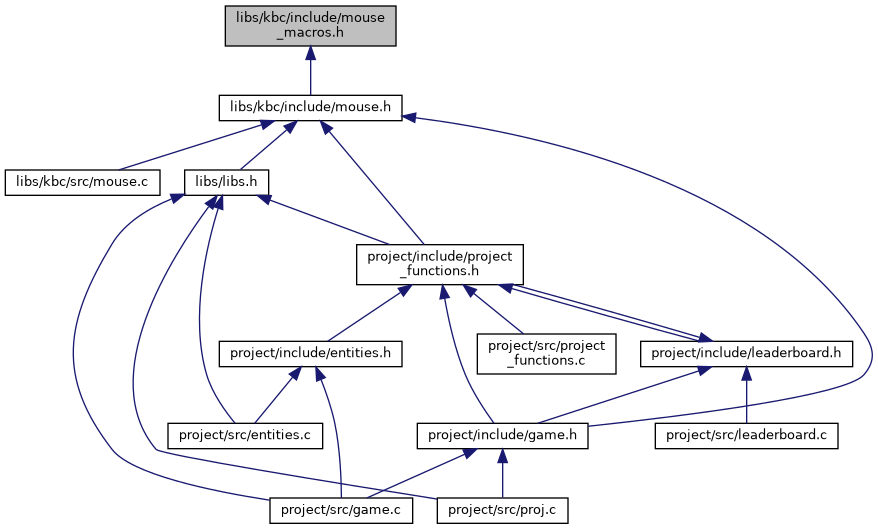 libs/kbc/include/mouse
_macros.h
libs/kbc/include/mouse.h
libs/kbc/src/mouse.c
libs/libs.h
project/include/project
_functions.h
project/include/entities.h
project/src/project
_functions.c
project/include/leaderboard.h
project/src/entities.c
project/include/game.h
project/src/leaderboard.c
project/src/game.c
project/src/proj.c